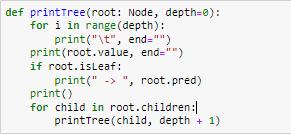 def printTree(root: Node, depth=0):
    for i in range(depth):
        print("\t", end="")
    print(root.value, end="")
    if root.isLeaf:
        print(" -> ", root.pred)
    print()
    for child in root.children:
        printTree(child, depth + 1)